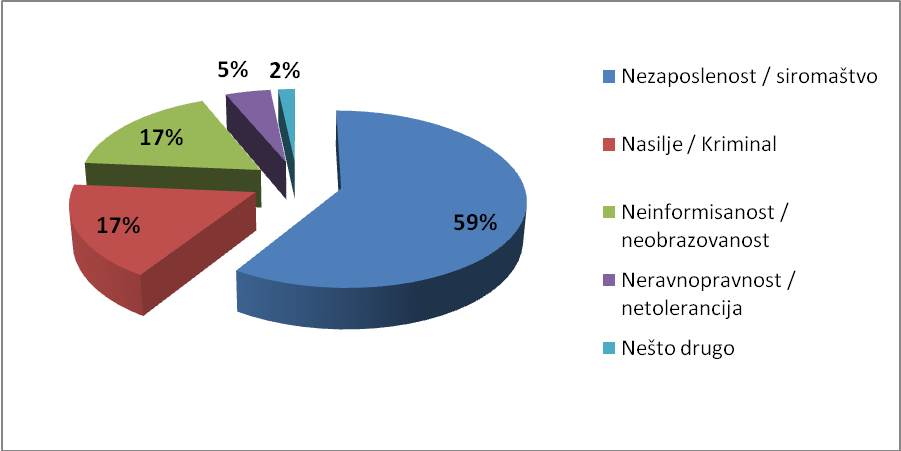 5%
2%
17%
17%
59%
Nezaposlenost / siromaštvo
Nasilje / Kriminal
Neinformisanost /
neobrazovanost
Neravnopravnost /
netolerancija
Nešto drugo